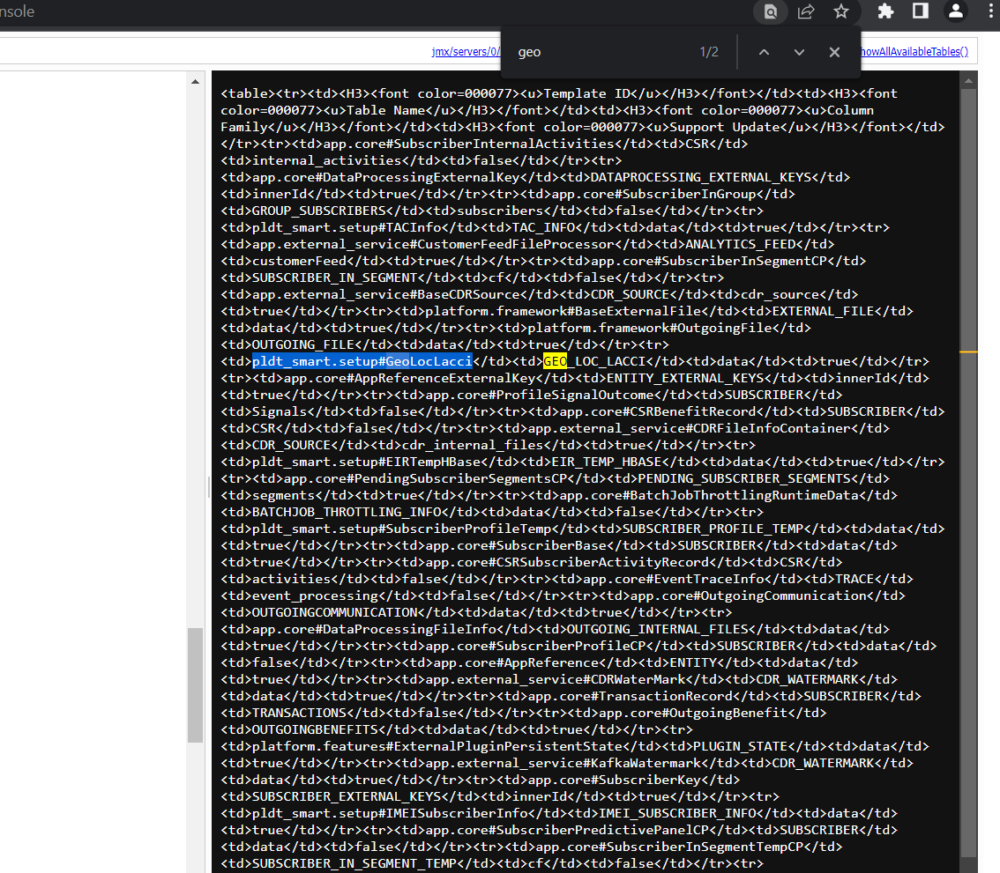 nsole
jmx/servers/0/
geo
1/2
howAllAvailableTables()
<table><tr><td><H3><font color=000077><u>Template ID</u></H3></font></td><td><H3><font
color=000077><u>Table Name</u></H3></font></td><td><H3><font color=000077><u>Column
Family</u></H3></font></td><td><H3><font color=000077><u>Support Update</u></H3></font></td>
</tr><tr><td>app.core#SubscriberInternalActivities</td><td>CSR</td>
<td>internal_activities</td><td>false</td></tr><tr>
<td>app.core#DataProcessingExternalKey</td><td>DATAPROCESSING_EXTERNAL_KEYS</td>
<td>innerId</td><td>true</td></tr><tr><td>app.core#SubscriberInGroup</td>
<td>GROUP_SUBSCRIBERS</td><td>subscribers</td><td>false</td></tr><tr>
<td>pldt_smart.setup#TACInfo</td><td>TAC_INFO</td><td>data</td><td>true</td></tr><tr>
<td>app.external_service#CustomerFeedFileProcessor</td><td>ANALYTICS_FEED</td>
<td>customerFeed</td><td>true</td></tr><tr><td>app.core#SubscriberInSegmentCP</td>
<td>SUBSCRIBER_IN_SEGMENT</td><td>cf</td><td>false</td></tr><tr>
<td>app.external_service#BaseCDRSource</td><td>CDR_SOURCE</td><td>cdr_source</td>
<td>true</td></tr><tr><td>platform.framework#BaseExternalFile</td><td>EXTERNAL_FILE</td>
<td>data</td><td>true</td></tr><tr><td>platform.framework#OutgoingFile</td>
<td>OUTGOING_FILE</td><td>data</td><td>true</td></tr><tr>
<td>pldt_smart.setup#GeoLocLacci</td><td>GEO_LOC_LACCI</td><td>data</td><td>true</td></tr>
<tr><td>app.core#AppReferenceExternalKey</td><td>ENTITY_EXTERNAL_KEYS</td><td>innerId</td>
<td>true</td></tr><tr><td>app.core#ProfileSignalOutcome</td><td>SUBSCRIBER</td>
<td>Signals</td><td>false</td></tr><tr><td>app.core#CSRBenefitRecord</td><td>SUBSCRIBER</td>
<td>CSR</td><td>false</td></tr><tr><td>app.external_service#CDRFileInfoContainer</td>
<td>CDR_SOURCE</td><td>cdr_internal_files</td><td>true</td></tr><tr>
<td>pldt_smart.setup#EIRTempHBase</td><td>EIR_TEMP_HBASE</td><td>data</td><td>true</td></tr>
<tr><td>app.core#PendingSubscriberSegmentsCP</td><td>PENDING_SUBSCRIBER_SEGMENTS</td>
<td>segments</td><td>true</td></tr><tr><td>app.core#BatchJobThrottlingRuntimeData</td>
<td>BATCHJOB_THROTTLING_INFO</td><td>data</td><td>false</td></tr><tr>
<td>pldt_smart.setup#SubscriberProfileTemp</td><td>SUBSCRIBER_PROFILE_TEMP</td><td>data</td>
<td>true</td></tr><tr><td>app.core#SubscriberBase</td><td>SUBSCRIBER</td><td>data</td>
<td>true</td></tr><tr><td>app.core#CSRSubscriberActivityRecord</td><td>CSR</td>
<td>activities</td><td>false</td></tr><tr><td>app.core#EventTraceInfo</td><td>TRACE</td>
<td>event_processing</td><td>false</td></tr><tr><td>app.core#OutgoingCommunication</td>
<td>OUTGOINGCOMMUNICATION</td><td>data</td><td>true</td></tr><tr>
<td>app.core#DataProcessingFileInfo</td><td>OUTGOING_INTERNAL_FILES</td><td>data</td>
<td>true</td></tr><tr><td>app.core#SubscriberProfileCP</td><td>SUBSCRIBER</td><td>data</td>
<td>false</td></tr><tr><td>app.core#AppReference</td><td>ENTITY</td><td>data</td>
<td>true</td></tr><tr><td>app.external_service#CDRWaterMark</td><td>CDR_WATERMARK</td>
<td>data</td><td>true</td></tr><tr><td>app.core#TransactionRecord</td><td>SUBSCRIBER</td>
<td>TRANSACTIONS</td><td>false</td></tr><tr><td>app.core#OutgoingBenefit</td>
<td>OUTGOINGBENEFITS</td><td>data</td><td>true</td></tr><tr>
<td>platform.features#ExternalPluginPersistentState</td><td>PLUGIN_STATE</td><td>data</td>
<td>true</td></tr><tr><td>app.external_service#KafkaWatermark</td><td>CDR_WATERMARK</td>
<td>data</td><td>true</td></tr><tr><td>app.core#SubscriberKey</td>
<td>SUBSCRIBER_EXTERNAL_KEYS</td><td>innerId</td><td>true</td></tr><tr>
<td>pldt_smart.setup#IMEISubscriberInfo</td><td>IMEI_SUBSCRIBER_INFO</td><td>data</td>
<td>true</td></tr><tr><td>app.core#SubscriberPredictivePanelCP</td><td>SUBSCRIBER</td>
<td>data</td><td>false</td></tr><tr><td>app.core#SubscriberInSegmentTempCP</td>
<td>SUBSCRIBER_IN_SEGMENT_TEMP</td><td>cf</td><td>false</td></tr><tr>